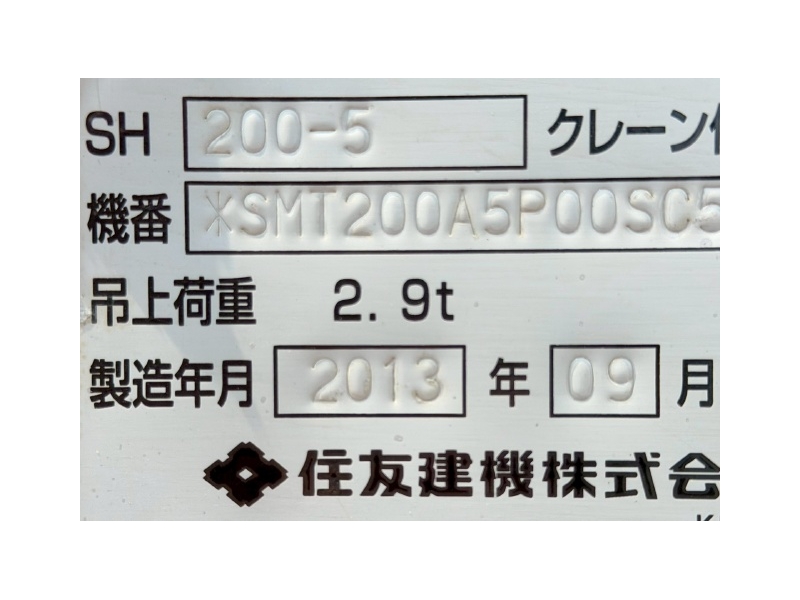 SH 200-5 クレーン仕
機番 *SMT200A5P00SC5
吊上荷重 2.9t
製造年月 2013 年 09 月
住友建機株式会
K